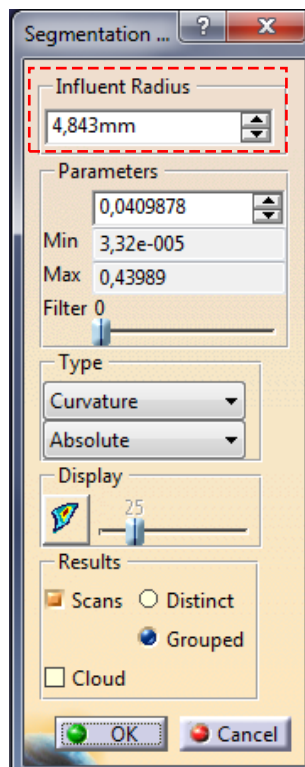 Segmentation ... ?
Influent Radius
4,843mm
Parameters
0,0409878
Min 3,32e-005
Max 0,43989
Filter 0
Type
Curvature
Absolute
Display
25
Results
Scans Distinct
Grouped
Cloud
OK Cancel